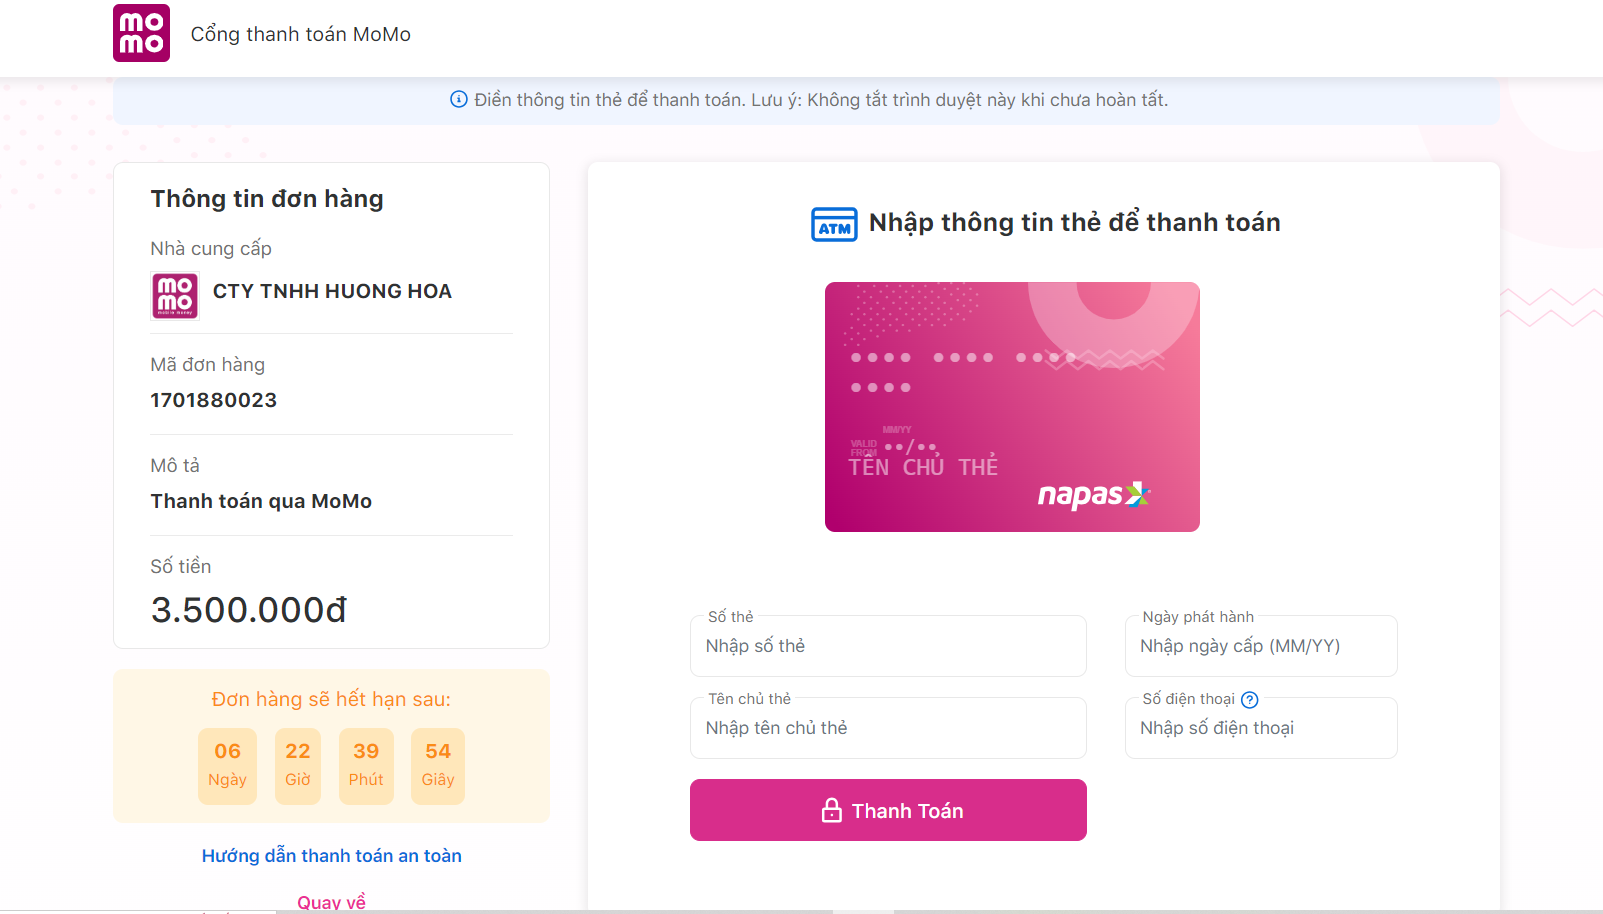 mo
mo
Cổng thanh toán MoMo
Điền thông tin thẻ để thanh toán. Lưu ý: Không tắt trình duyệt này khi chưa hoàn tất.
Thông tin đơn hàng
Nhà cung cấp
mo
mo
mobile money
CTY TNHH HUONG HOA
Mã đơn hàng
1701880023
Mô tả
Thanh toán qua MoMo
Số tiền
3.500.000đ
Đơn hàng sẽ hết hạn sau:
06 22 39 54
Ngày Giờ Phút Giây
Hướng dẫn thanh toán an toàn
Quay về
ATM
Nhập thông tin thẻ để thanh toán
MM/YY
VALID
FROM
••/••
TÊN CHỦ THẺ
napas
Số thẻ
Nhập số thẻ
Ngày phát hành
Nhập ngày cấp (MM/YY)
Tên chủ thẻ
Nhập tên chủ thẻ
Số điện thoại
Nhập số điện thoại
Thanh Toán